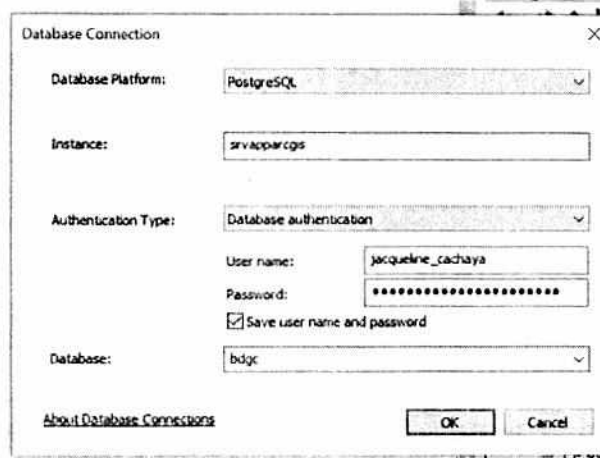 Database Connection
Database Platform: PostgreSQL
Instance: srvapparcgis
Authentication Type: Database authentication
User name: jacqueline_cachaya
Password: ••••••••••••••••••••••
Save user name and password
Database: bdgc
About Database Connections OK Cancel